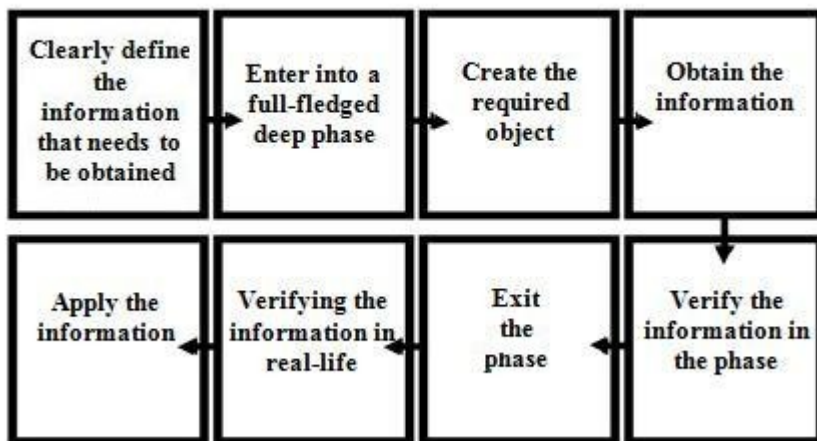 Clearly define
the
information
that needs to
be obtained
Enter into a
full-fledged
deep phase
Create the
required
object
Obtain the
information
Verify the
information in
the phase
Exit
the
phase
Verifying the
information in
real-life
Apply the
information